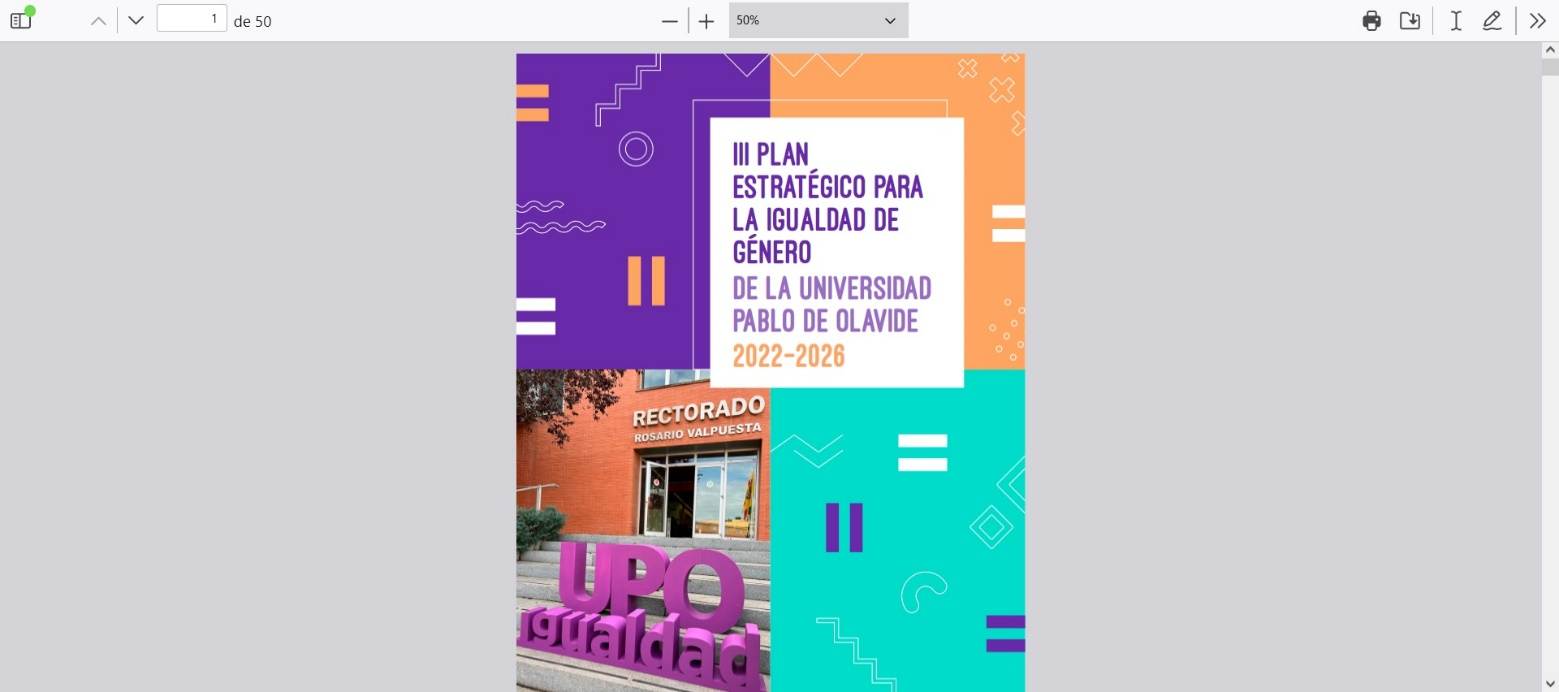 1 de 50
50%
III PLAN
ESTRATÉGICO PARA
LA IGUALDAD DE
GÉNERO
DE LA UNIVERSIDAD
PABLO DE OLAVIDE
2022-2026
RECTORADO
ROSARIO VALPUESTA
UPO
igualdad